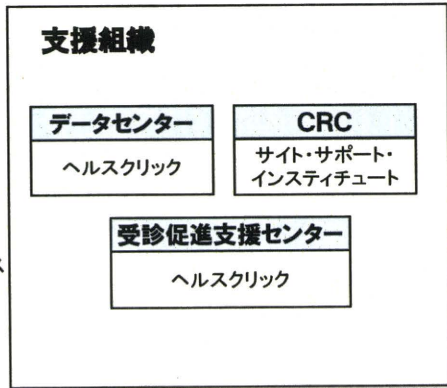 支援組織
データセンター
ヘルスクリック
CRC
サイト・サポート・
インスティチュート
受診促進支援センター
ヘルスクリック